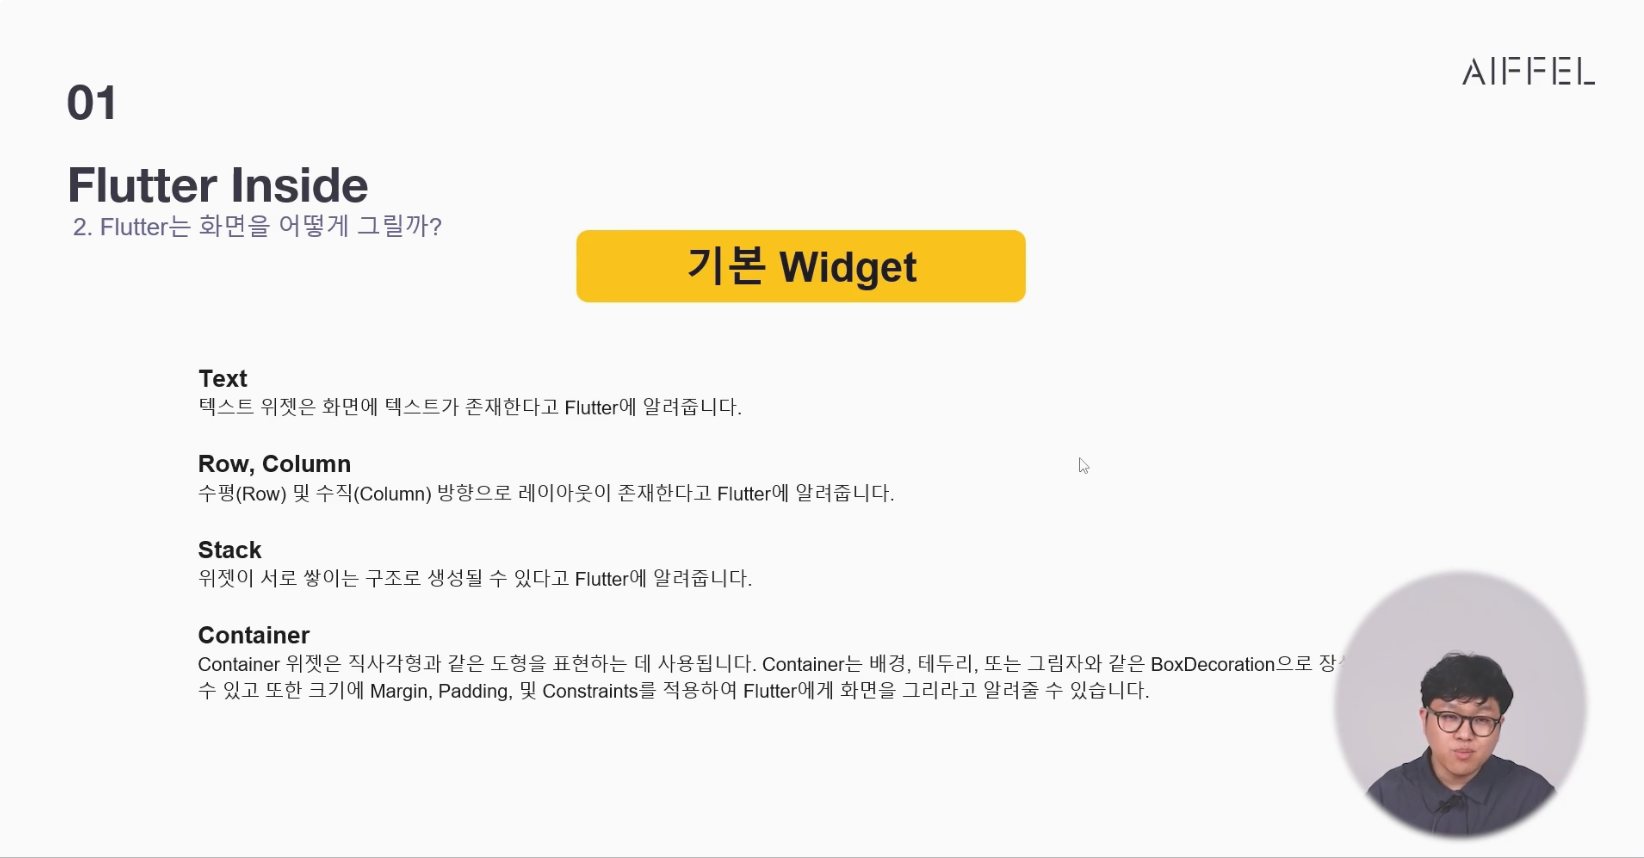 AIFFEL
01
Flutter Inside
2. Flutter는 화면을 어떻게 그릴까?
기본 Widget
Text
텍스트 위젯은 화면에 텍스트가 존재한다고 Flutter에 알려줍니다.
Row, Column
수평(Row) 및 수직(Column) 방향으로 레이아웃이 존재한다고 Flutter에 알려줍니다.
Stack
위젯이 서로 쌓이는 구조로 생성될 수 있다고 Flutter에 알려줍니다.
Container
Container 위젯은 직사각형과 같은 도형을 표현하는 데 사용됩니다. Container는 배경, 테두리, 또는 그림자와 같은 BoxDecoration으로
수 있고 또한 크기에 Margin, Padding, 및 Constraints를 적용하여 Flutter에게 화면을 그리라고 알려줄 수 있습니다.